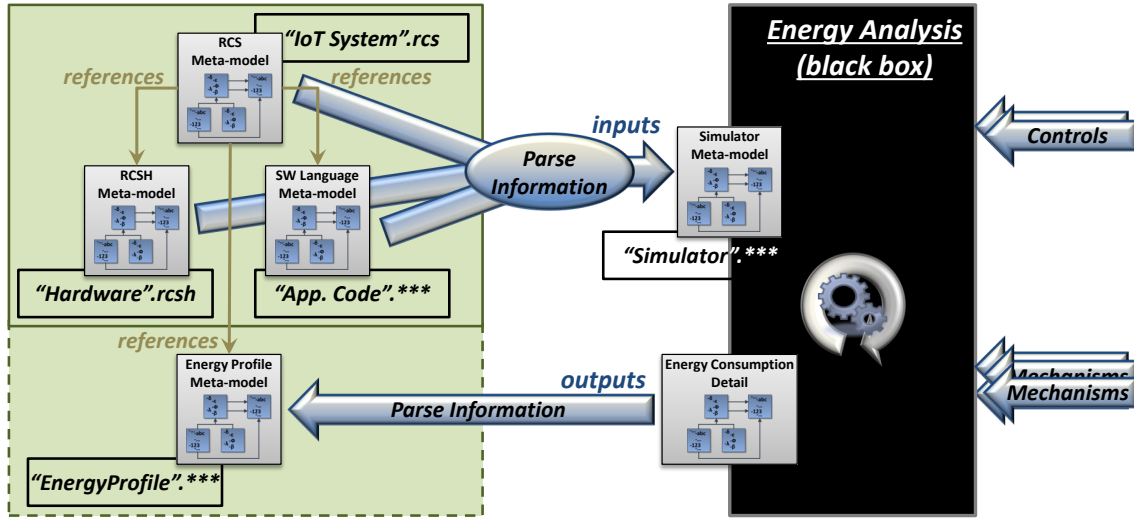 RCS
Meta-model
“IoT System”.rcs
Energy Analysis
(black box)
references
references
inputs
Controls
Parse
Information
Simulator
Meta-model
RCSH
Meta-model
SW Language
Meta-model
“Simulator”.***
“Hardware”.rcsh
“App. Code”.***
references
Energy Profile
Meta-model
outputs
Energy Consumption
Detail
Mechanisms
Mechanisms
Parse Information
“EnergyProfile”.***